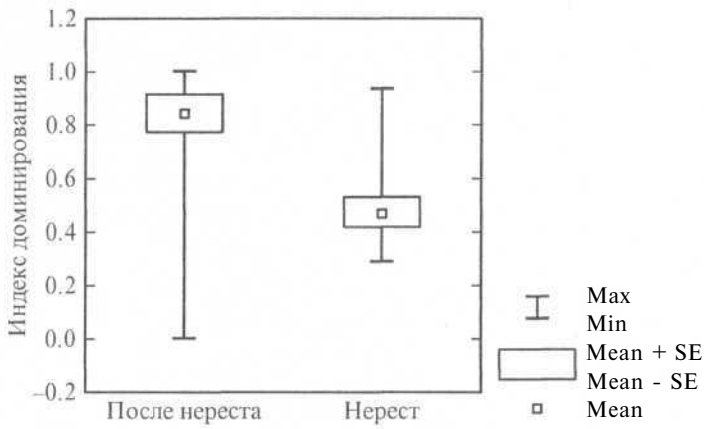 Индекс доминирования
1.2
1.0
0.8
0.6
0.4
0.2
0.0
–0.2
После нереста
Нерест
Max
Min
Mean + SE
Mean - SE
Mean